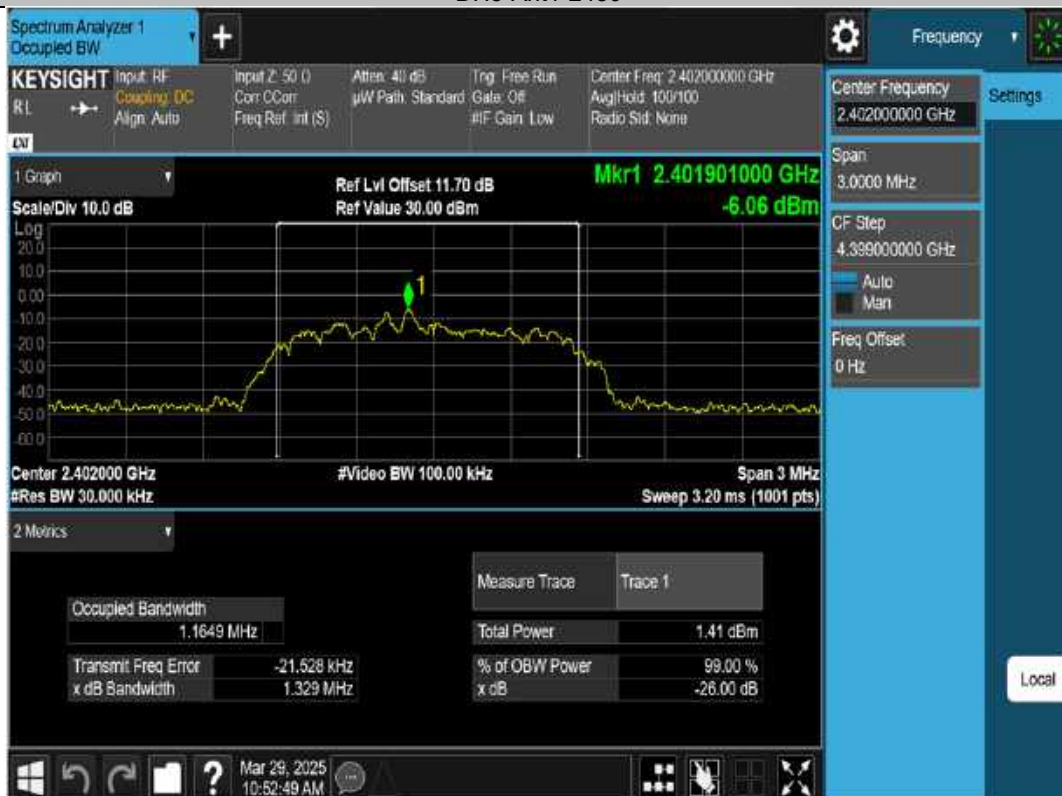 Spectrum Analyzer 1
Occupied BW
+
Frequency
KEYSIGHT
RL
Input: RF
Coupling: DC
Align: Auto
Input Z: 50 Ω
Corr CCorr
Freq Ref: Int (S)
Atten: 40 dB
µW Path: Standard
Trig: Free Run
Gate: Off
#IF Gain: Low
Center Freq: 2.402000000 GHz
Avg|Hold: 100/100
Radio Std: None
Center Frequency
2.402000000 GHz
Settings
Span
3.0000 MHz
CF Step
4.399000000 GHz
Auto
Man
Freq Offset
0 Hz
1 Graph
Scale/Div 10.0 dB
Ref Lvl Offset 11.70 dB
Ref Value 30.00 dBm
Mkr1 2.401901000 GHz
-6.06 dBm
Log
20.0
10.0
0.00
-10.0
-20.0
-30.0
-40.0
-50.0
-60.0
1
Center 2.402000 GHz
#Video BW 100.00 kHz
Span 3 MHz
#Res BW 30.000 kHz
Sweep 3.20 ms (1001 pts)
2 Metrics
Measure Trace
Trace 1
Occupied Bandwidth
1.1649 MHz
Total Power
1.41 dBm
Transmit Freq Error
-21.528 kHz
% of OBW Power
99.00 %
x dB Bandwidth
1.329 MHz
x dB
-26.00 dB
Local
?
Mar 29, 2025
10:52:49 AM